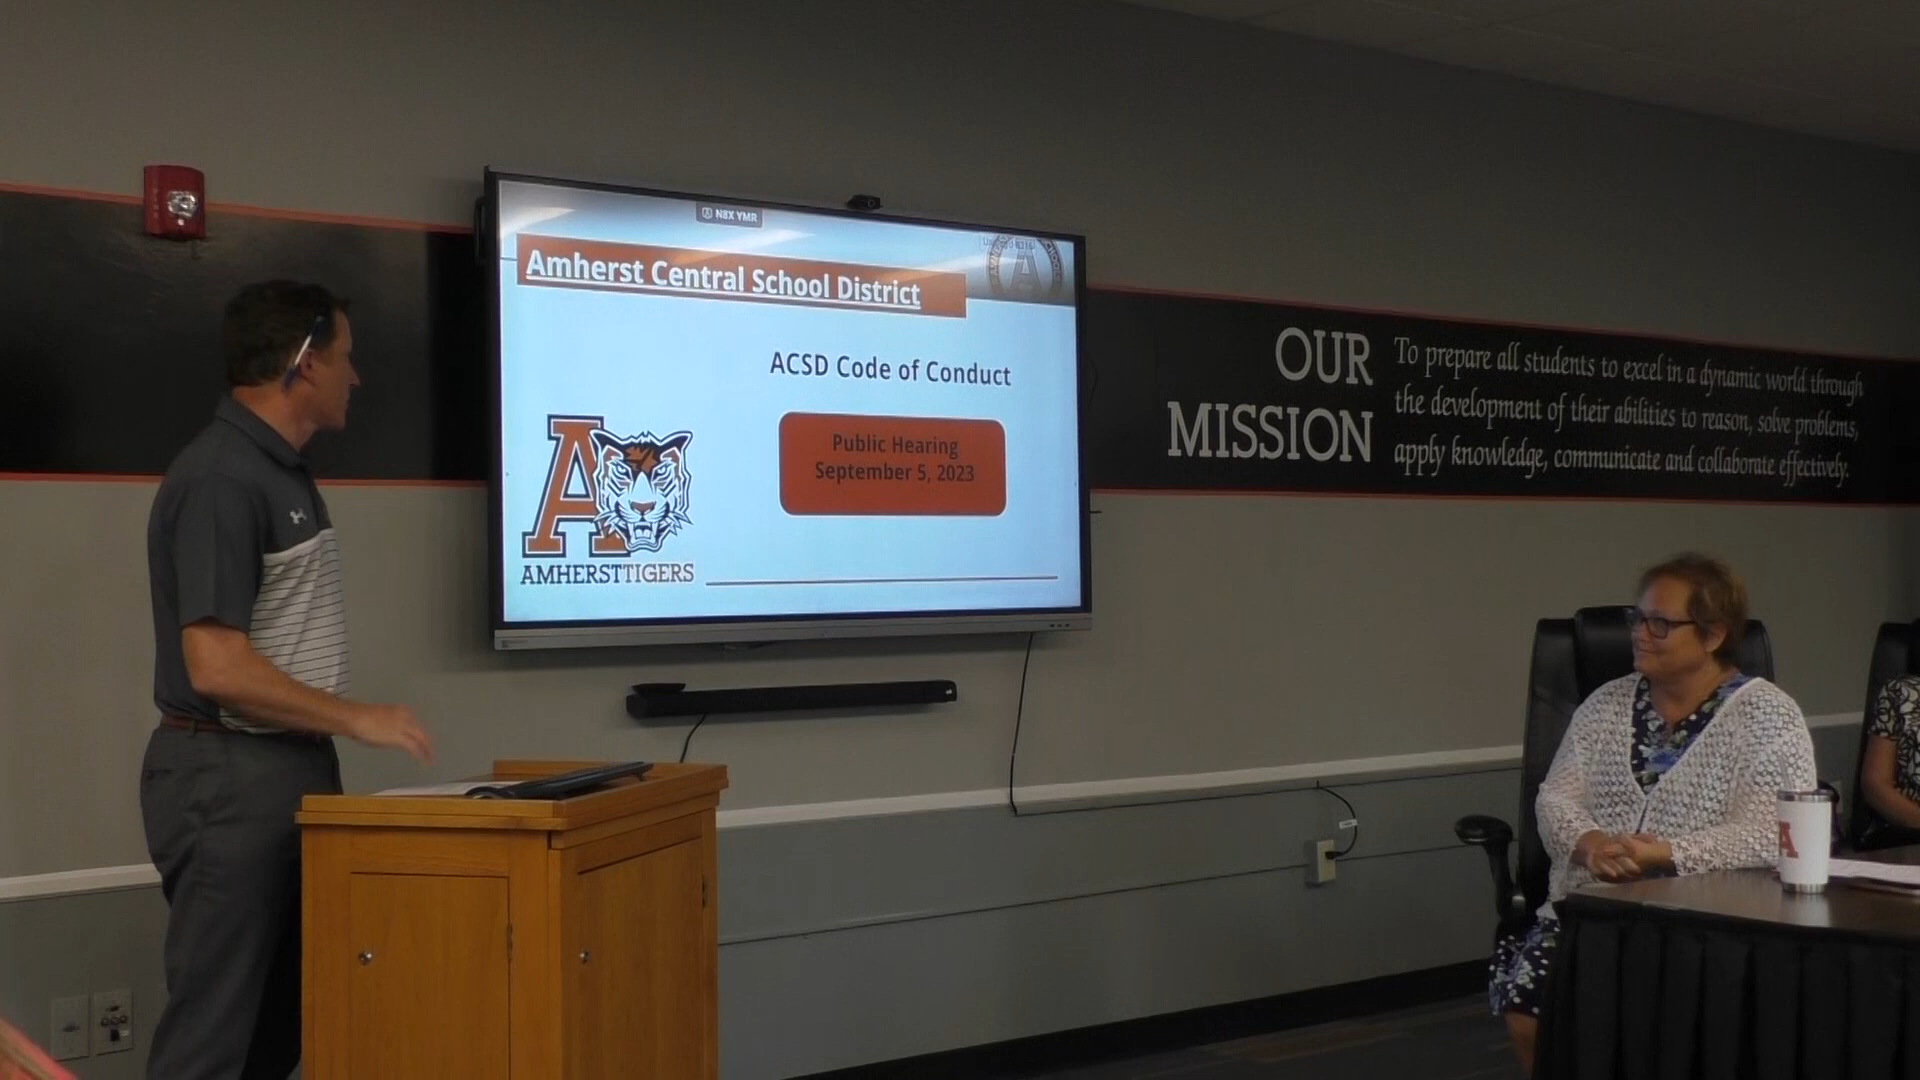 N8X YMR
Amherst Central School District
ACSD Code of Conduct
Public Hearing
September 5, 2023
A
AMHERSTTIGERS
OUR
MISSION
To prepare all students to excel in a dynamic world through
the development of their abilities to reason, solve problems,
apply knowledge, communicate and collaborate effectively.
A